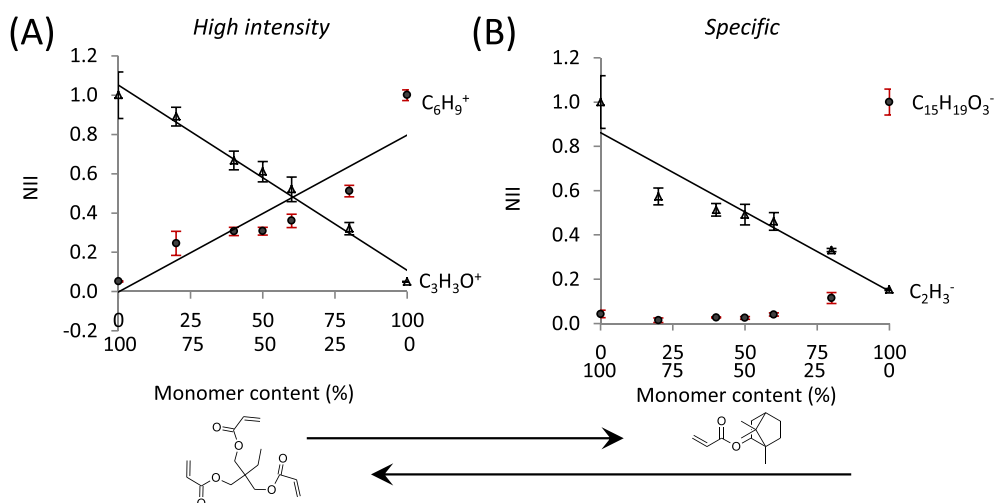 (A)
High intensity
NII
1.2
1.0
0.8
0.6
0.4
0.2
0.0
-0.2
C₆H₉⁺
C₃H₃O⁺
0 25 50 75 100
100 75 50 25 0
Monomer content (%)
(B)
Specific
NII
1.2
1.0
0.8
0.6
0.4
0.2
0.0
C₁₅H₁₉O₃⁻
C₂H₃⁻
0 25 50 75 100
100 75 50 25 0
Monomer content (%)
O
O
O
O
O
O
O
O